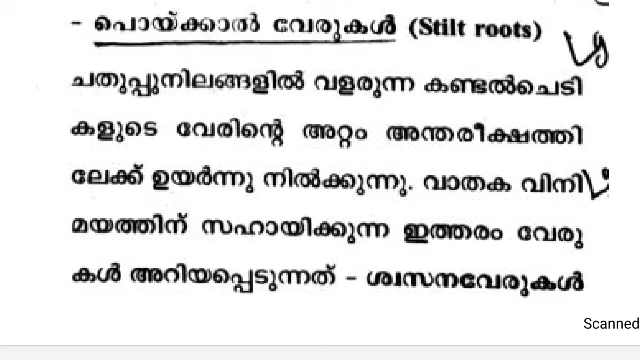 - പൊയ്ക്കാൽ വേരുകൾ (Stilt roots)
ചതുപ്പുനിലങ്ങളിൽ വളരുന്ന കണ്ടൽചെടി
കളുടെ വേരിന്റെ അറ്റം അന്തരീക്ഷത്തി
ലേക്ക് ഉയർന്നു നിൽക്കുന്നു. വാതക വിനി
മയത്തിന് സഹായിക്കുന്ന ഇത്തരം വേരു
കൾ അറിയപ്പെടുന്നത് - ശ്വസനവേരുകൾ
Scanned